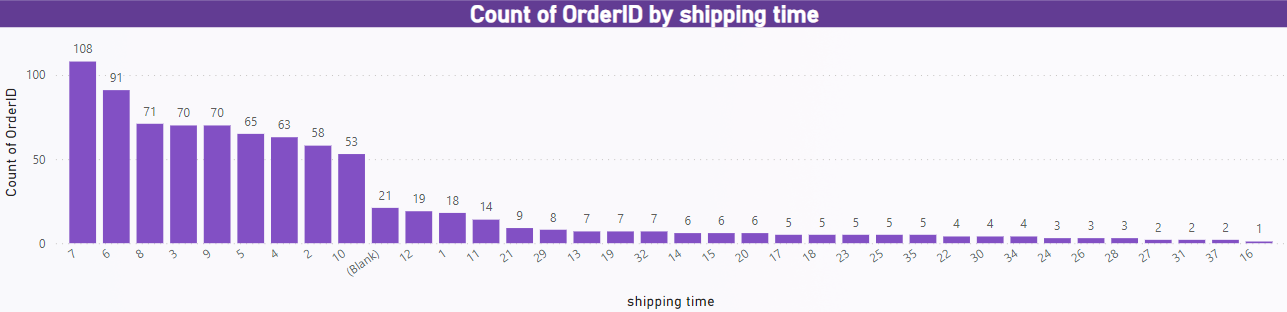 Count of OrderID by shipping time
Count of OrderID
100
50
0
108 91 71 70 70 65 63 58 53 21 19 18 14 9 8 7 7 7 6 6 6 5 5 5 5 5 4 4 4 3 3 3 2 2 2 1
7 6 8 3 9 5 4 2 10 (Blank) 12 1 11 21 29 13 19 32 14 15 20 17 18 23 25 35 22 30 34 24 26 28 27 31 37 16
shipping time